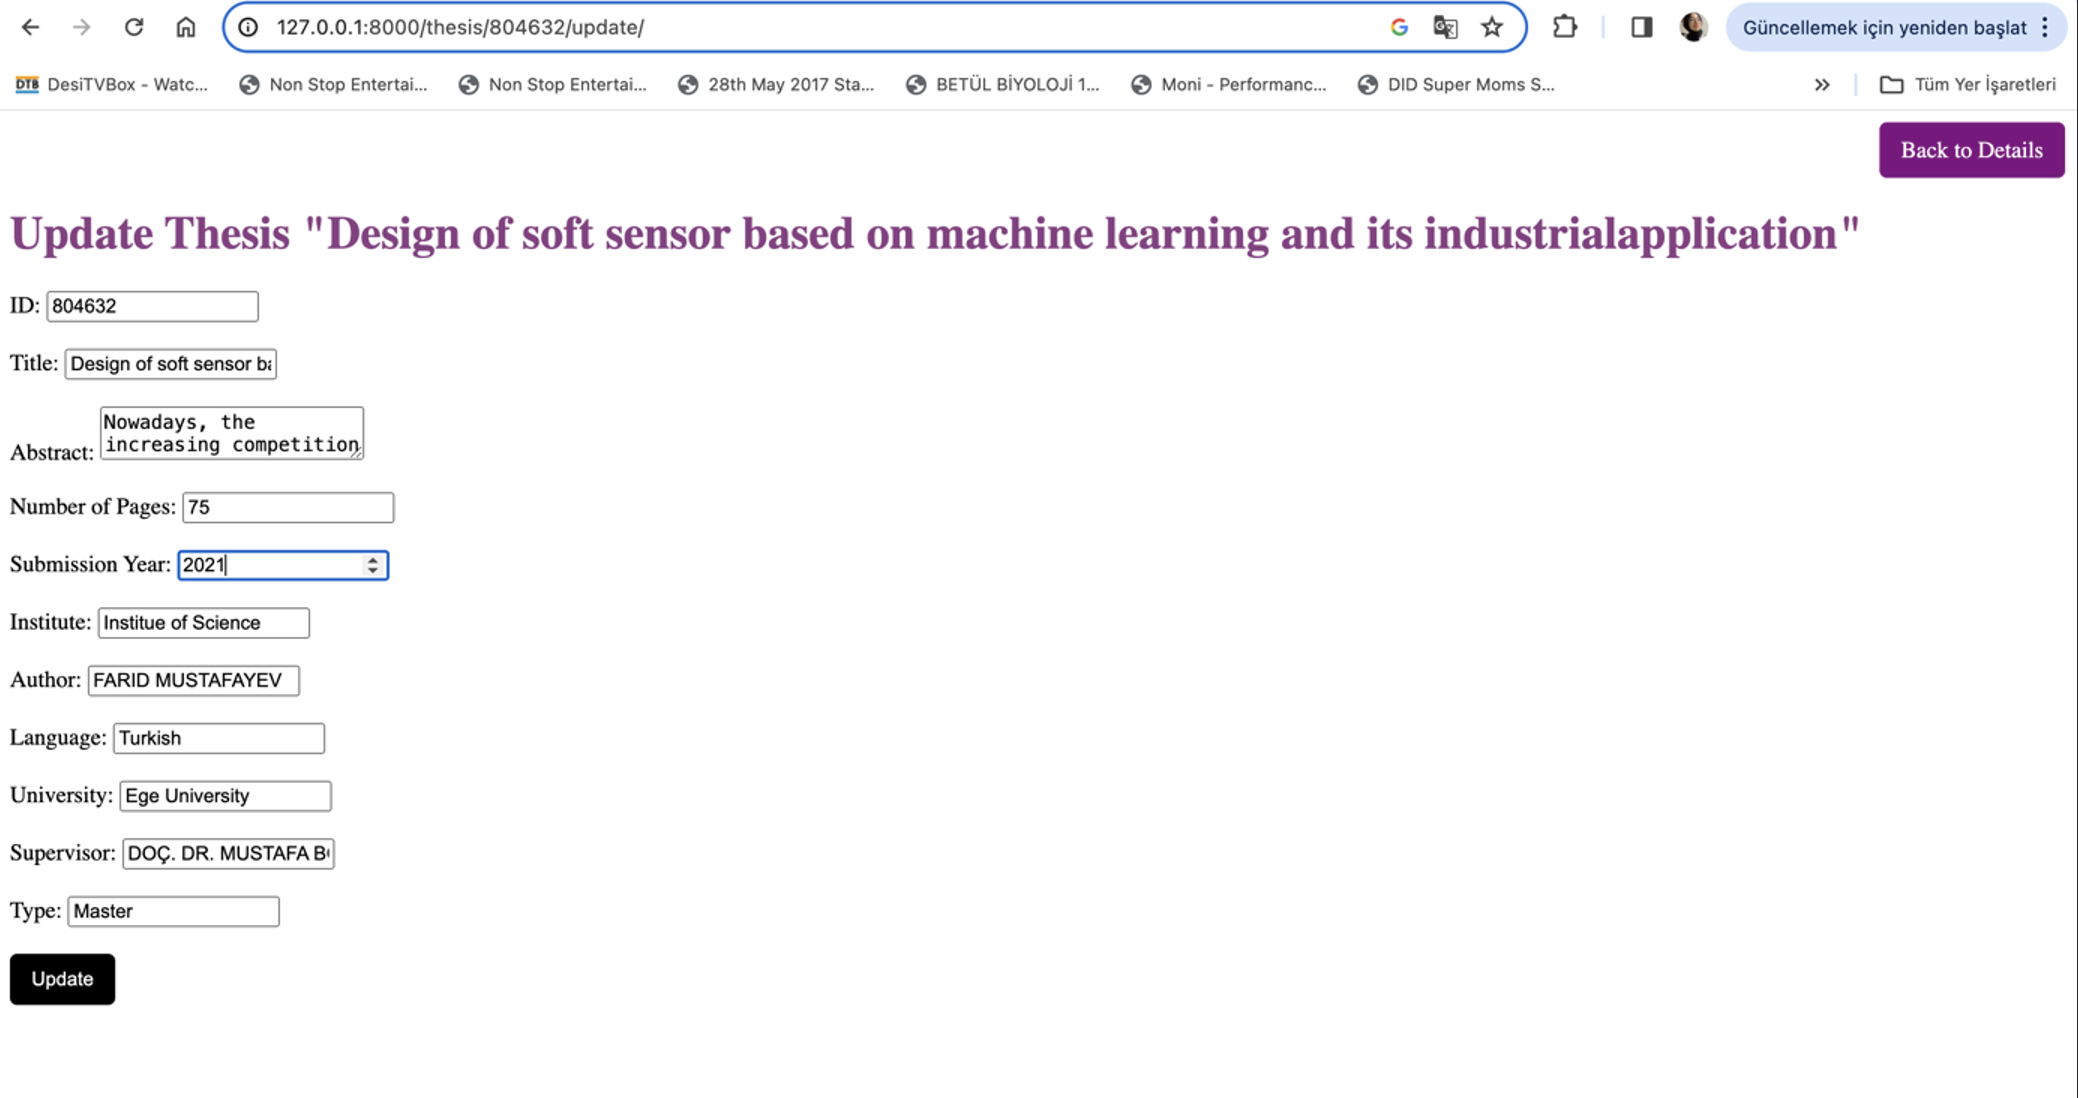 127.0.0.1:8000/thesis/804632/update/
Güncellemek için yeniden başlat
DTB DesiTVBox - Watc...
Non Stop Entertai...
Non Stop Entertai...
28th May 2017 Sta...
BETÜL BİYOLOJİ 1...
Moni - Performanc...
DID Super Moms S...
Tüm Yer İşaretleri
Back to Details
Update Thesis "Design of soft sensor based on machine learning and its industrialapplication"
ID: 804632
Title: Design of soft sensor
Abstract: Nowadays, the
increasing competition
Number of Pages: 75
Submission Year: 2021
Institute: Institue of Science
Author: FARID MUSTAFAYEV
Language: Turkish
University: Ege University
Supervisor: DOÇ. DR. MUSTAFA
Type: Master
Update